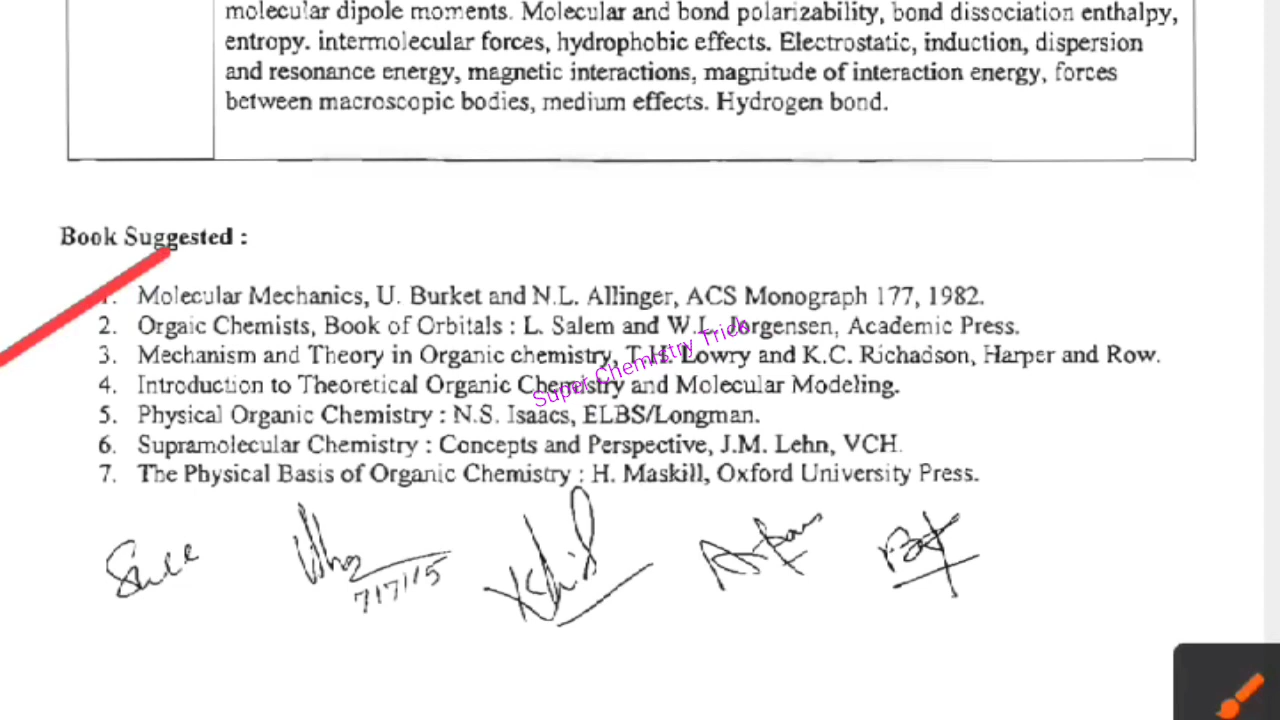 molecular dipole moments. Molecular and bond polarizability, bond dissociation enthalpy,
entropy. intermolecular forces, hydrophobic effects. Electrostatic, induction, dispersion
and resonance energy, magnetic interactions, magnitude of interaction energy, forces
between macroscopic bodies, medium effects. Hydrogen bond.
Book Suggested :
1. Molecular Mechanics, U. Burket and N.L. Allinger, ACS Monograph 177, 1982.
2. Orgaic Chemists, Book of Orbitals : L. Salem and W.L. Jorgensen, Academic Press.
3. Mechanism and Theory in Organic chemistry, T.H. Lowry and K.C. Richadson, Harper and Row.
4. Introduction to Theoretical Organic Chemistry and Molecular Modeling.
5. Physical Organic Chemistry : N.S. Isaacs, ELBS/Longman.
6. Supramolecular Chemistry : Concepts and Perspective, J.M. Lehn, VCH.
7. The Physical Basis of Organic Chemistry : H. Maskill, Oxford University Press.
Super Chemistry Trick
7/7/15